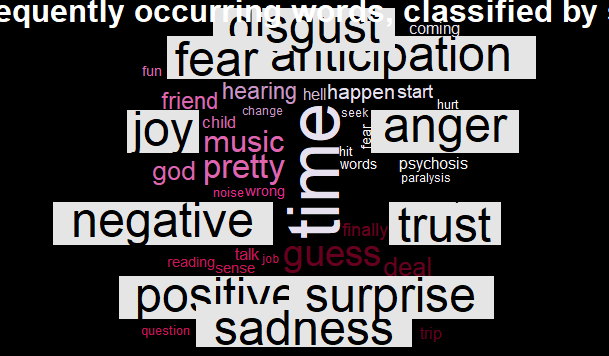 equently occurring words, classified by s
disgust coming
fear anticipation
fun hearing hell happen start
friend change seek hurt
joy child music time fear anger
hit
god pretty words psychosis
paralysis
noise wrong
negative finally trust
reading talk job guess deal
sense
positive surprise
question sadness trip